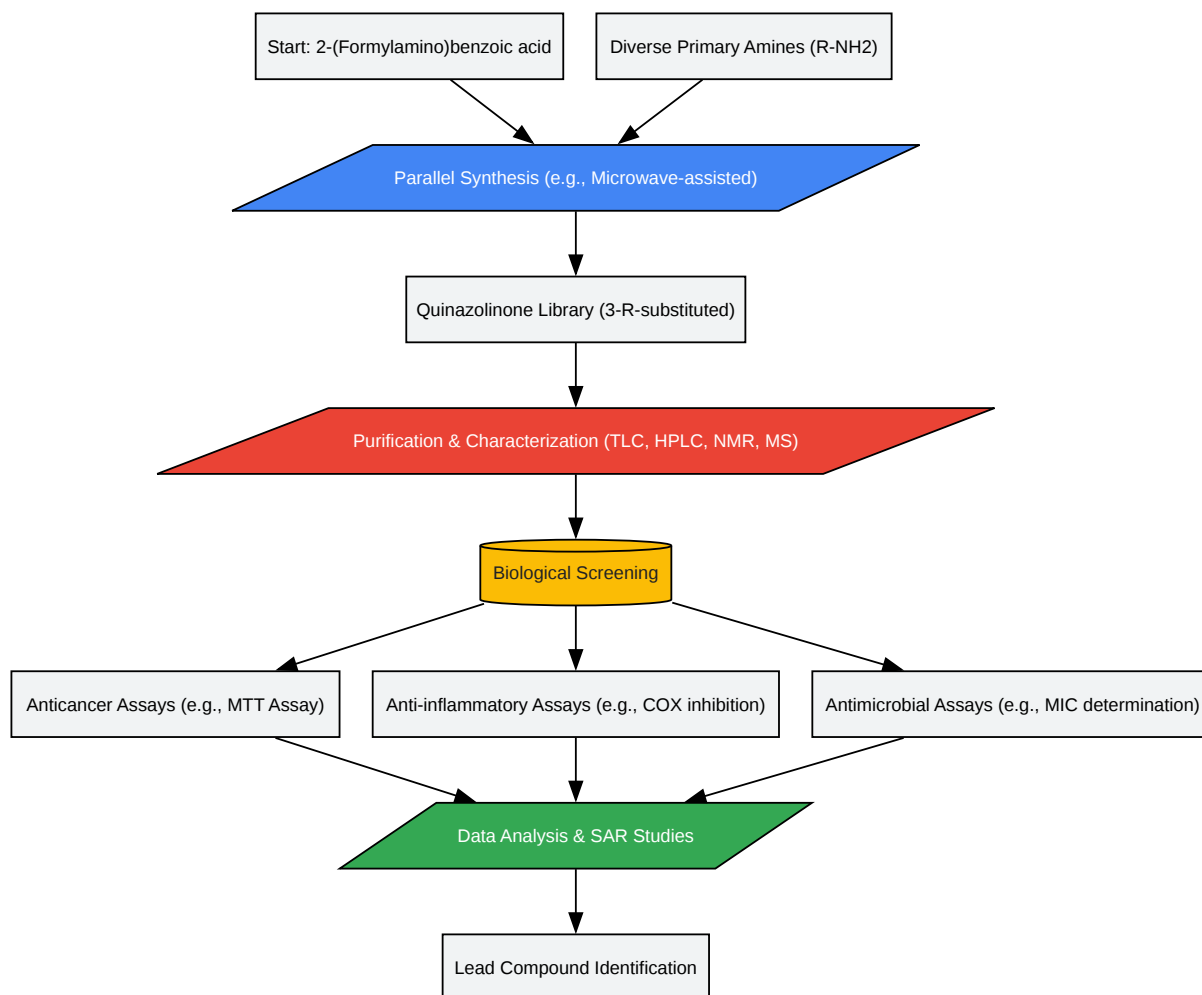 Start: 2-(Formylamino)benzoic acid
Diverse Primary Amines (R-NH2)
Parallel Synthesis (e.g., Microwave-assisted)
Quinazolinone Library (3-R-substituted)
Purification & Characterization (TLC, HPLC, NMR, MS)
Biological Screening
Anticancer Assays (e.g., MTT Assay)
Anti-inflammatory Assays (e.g., COX inhibition)
Antimicrobial Assays (e.g., MIC determination)
Data Analysis & SAR Studies
Lead Compound Identification